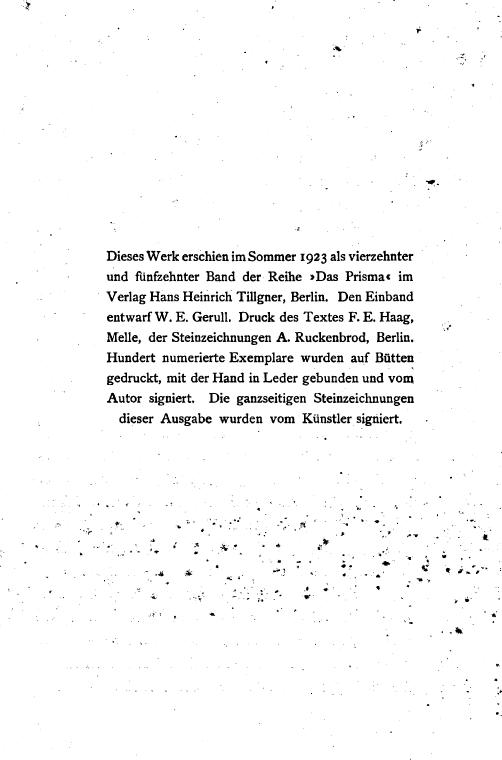 Dieses Werk erschien im Sommer 1923 als vierzehnter
und fünfzehnter Band der Reihe ›Das Prisma‹ im
Verlag Hans Heinrich Tillgner, Berlin. Den Einband
entwarf W. E. Gerull. Druck des Textes F. E. Haag,
Melle, der Steinzeichnungen A. Ruckenbrod, Berlin.
Hundert numerierte Exemplare wurden auf Bütten
gedruckt, mit der Hand in Leder gebunden und vom
Autor signiert. Die ganzseitigen Steinzeichnungen
dieser Ausgabe wurden vom Künstler signiert.